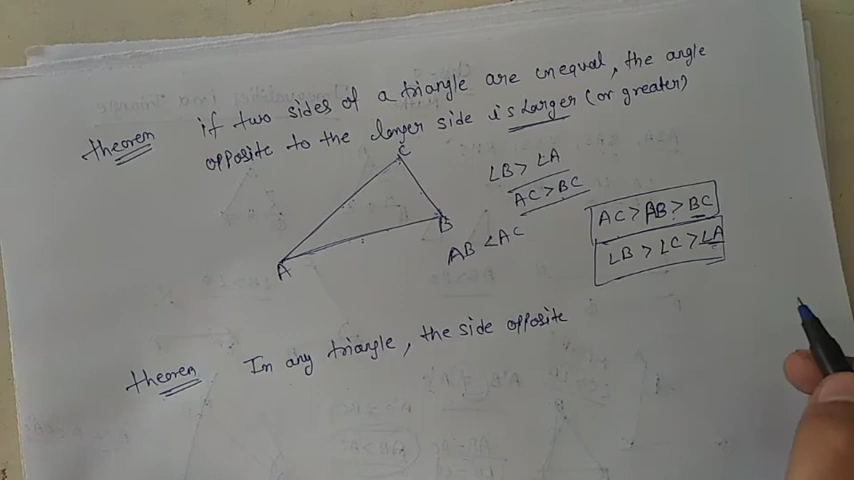 theorem if two sides of a triangle are unequal, the angle
opposite to the longer side is Larger (or greater)
C
∠B > ∠A
AC > BC
B
AB < AC
A
AC > AB > BC
∠B > ∠C > ∠A
theorem In any triangle, the side opposite